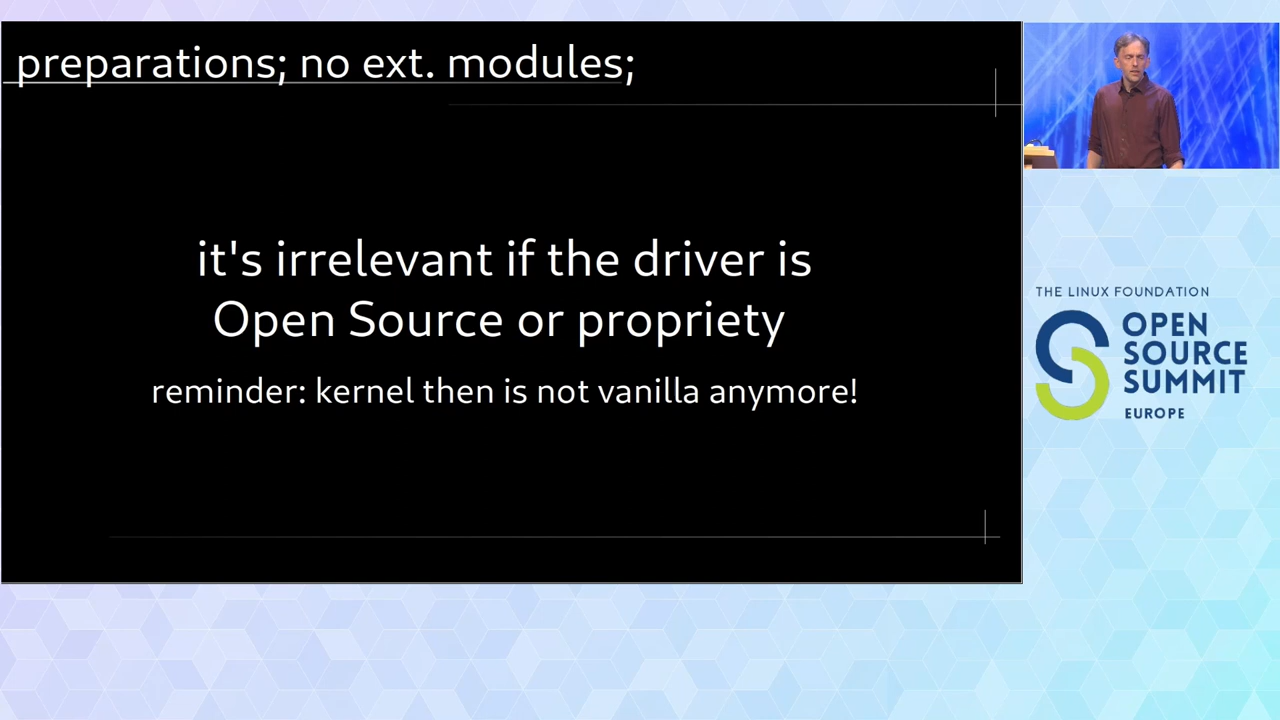 preparations; no ext. modules;
it's irrelevant if the driver is
Open Source or propriety
reminder: kernel then is not vanilla anymore!
THE LINUX FOUNDATION
OPEN
SOURCE
SUMMIT
EUROPE